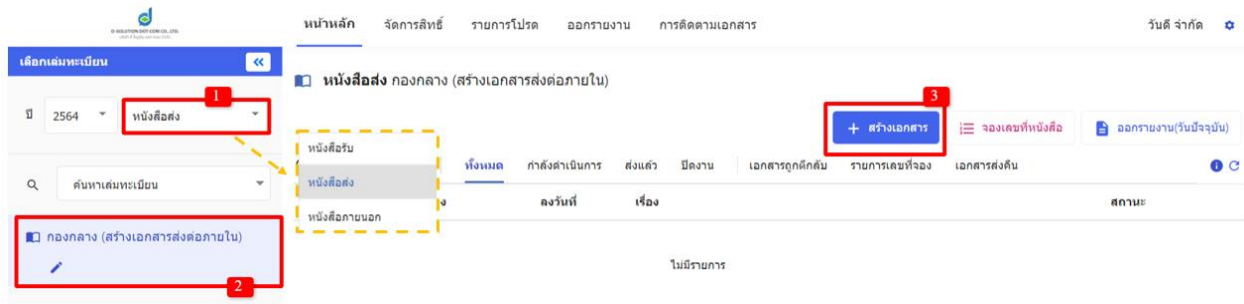 D-SOLUTION DOT COM CO., LTD.
หน้าหลัก จัดการสิทธิ์ รายการโปรด ออกรายงาน การติดตามเอกสาร วันดี จำกัด
เลือกเล่มทะเบียน
หนังสือส่ง กองกลาง (สร้างเอกสารส่งต่อภายใน)
1
ปี 2564 หนังสือส่ง
3
+ สร้างเอกสาร จองเลขที่หนังสือ ออกรายงาน(วันปัจจุบัน)
หนังสือรับ
ทั้งหมด กำลังดำเนินการ ส่งแล้ว ปิดงาน เอกสารถูกดึกลับ รายการเลขที่จอง เอกสารส่งคืน
ค้นหาเล่มทะเบียน
หนังสือส่ง
ง ลงวันที่ เรื่อง สถานะ
หนังสือภายนอก
กองกลาง (สร้างเอกสารส่งต่อภายใน)
ไม่มีรายการ
2